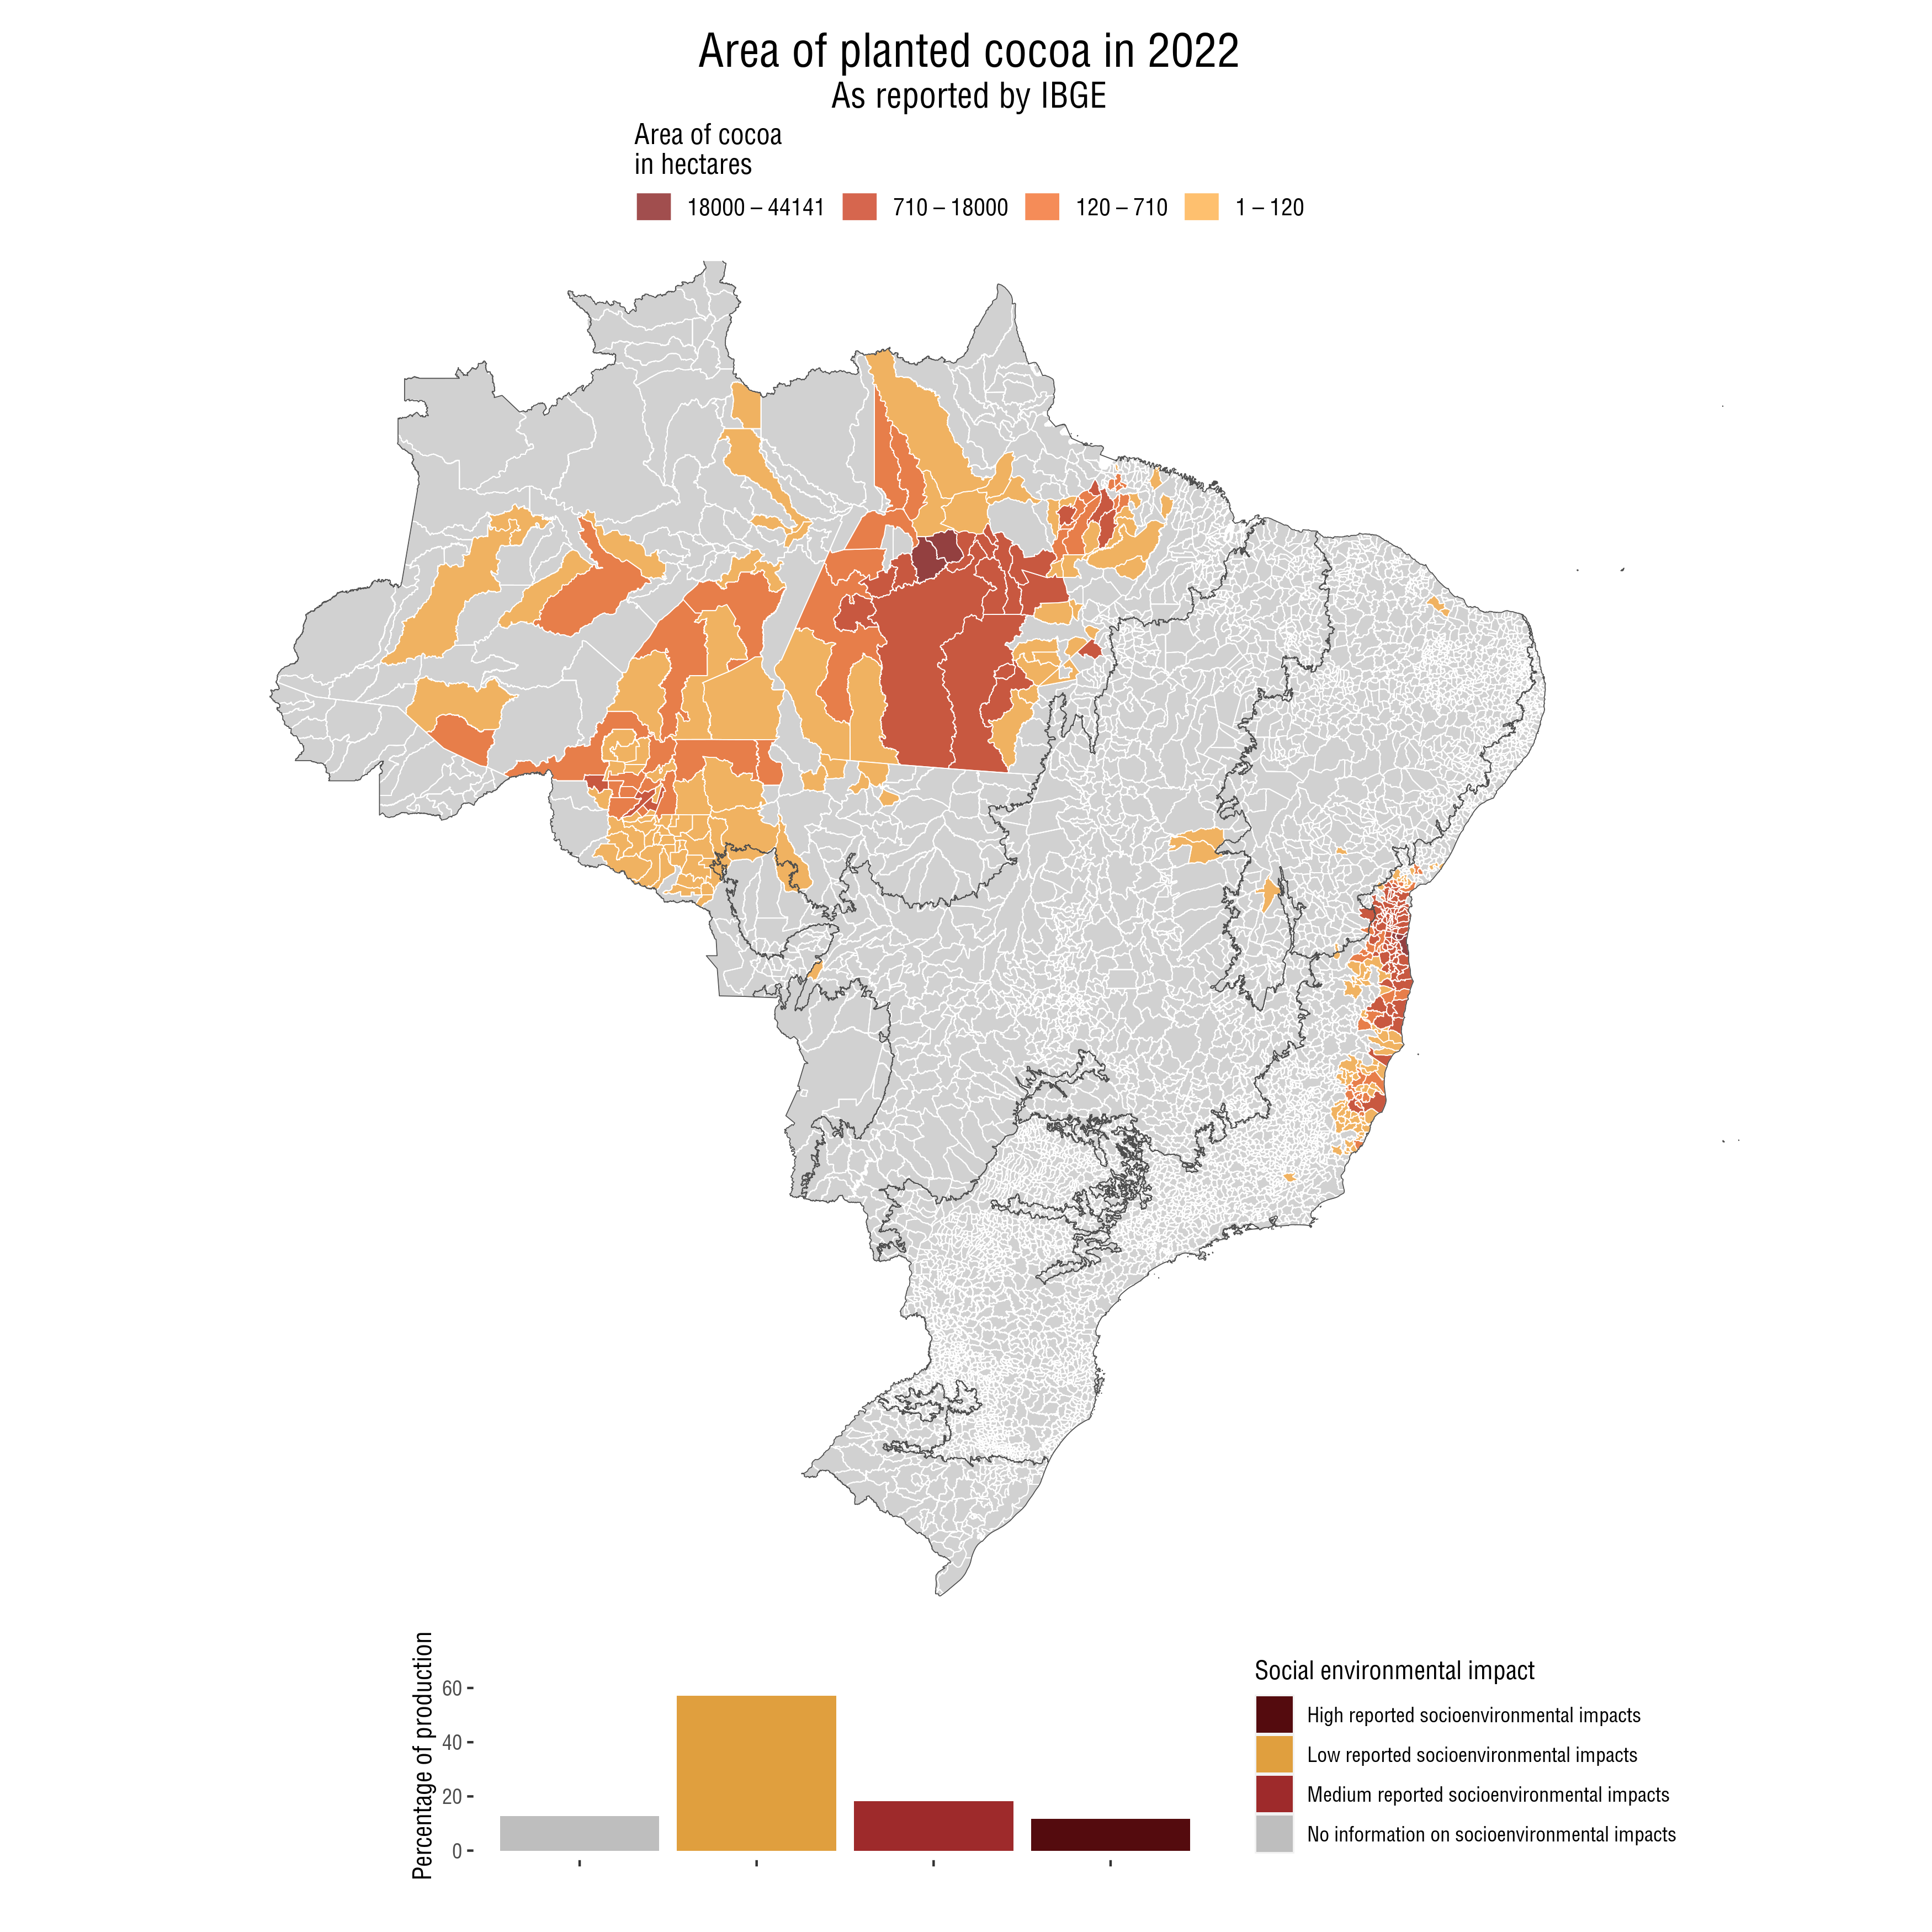 Area of planted cocoa in 2022
As reported by IBGE
Area of cocoa
in hectares
18000 – 44141
710 – 18000
120 – 710
1 – 120
Percentage of production
60
40
20
0
Social environmental impact
High reported socioenvironmental impacts
Low reported socioenvironmental impacts
Medium reported socioenvironmental impacts
No information on socioenvironmental impacts